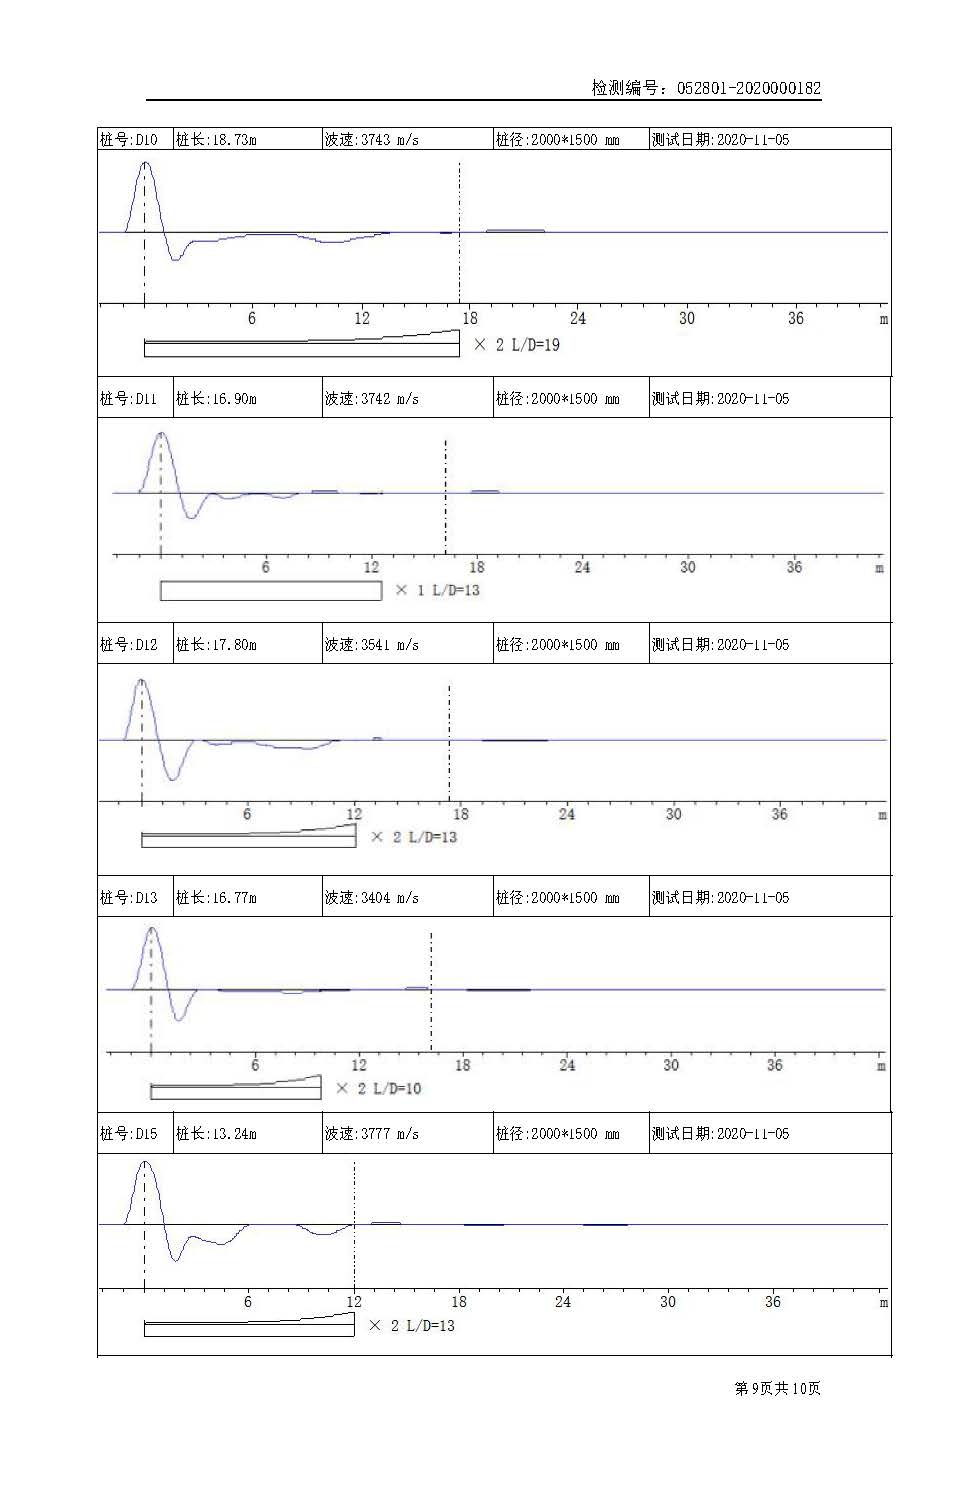 检测编号：052801-2020000182
桩号:D10 桩长:18.73m 波速:3743 m/s 桩径:2000*1500 mm 测试日期:2020-11-05
6 12 18 24 30 36 m
× 2 L/D=19
桩号:D11 桩长:16.90m 波速:3742 m/s 桩径:2000*1500 mm 测试日期:2020-11-05
6 12 18 24 30 36 m
× 1 L/D=13
桩号:D12 桩长:17.80m 波速:3541 m/s 桩径:2000*1500 mm 测试日期:2020-11-05
6 12 18 24 30 36 m
× 2 L/D=13
桩号:D13 桩长:16.77m 波速:3404 m/s 桩径:2000*1500 mm 测试日期:2020-11-05
6 12 18 24 30 36 m
× 2 L/D=10
桩号:D15 桩长:13.24m 波速:3777 m/s 桩径:2000*1500 mm 测试日期:2020-11-05
6 12 18 24 30 36 m
× 2 L/D=13
第9页共10页